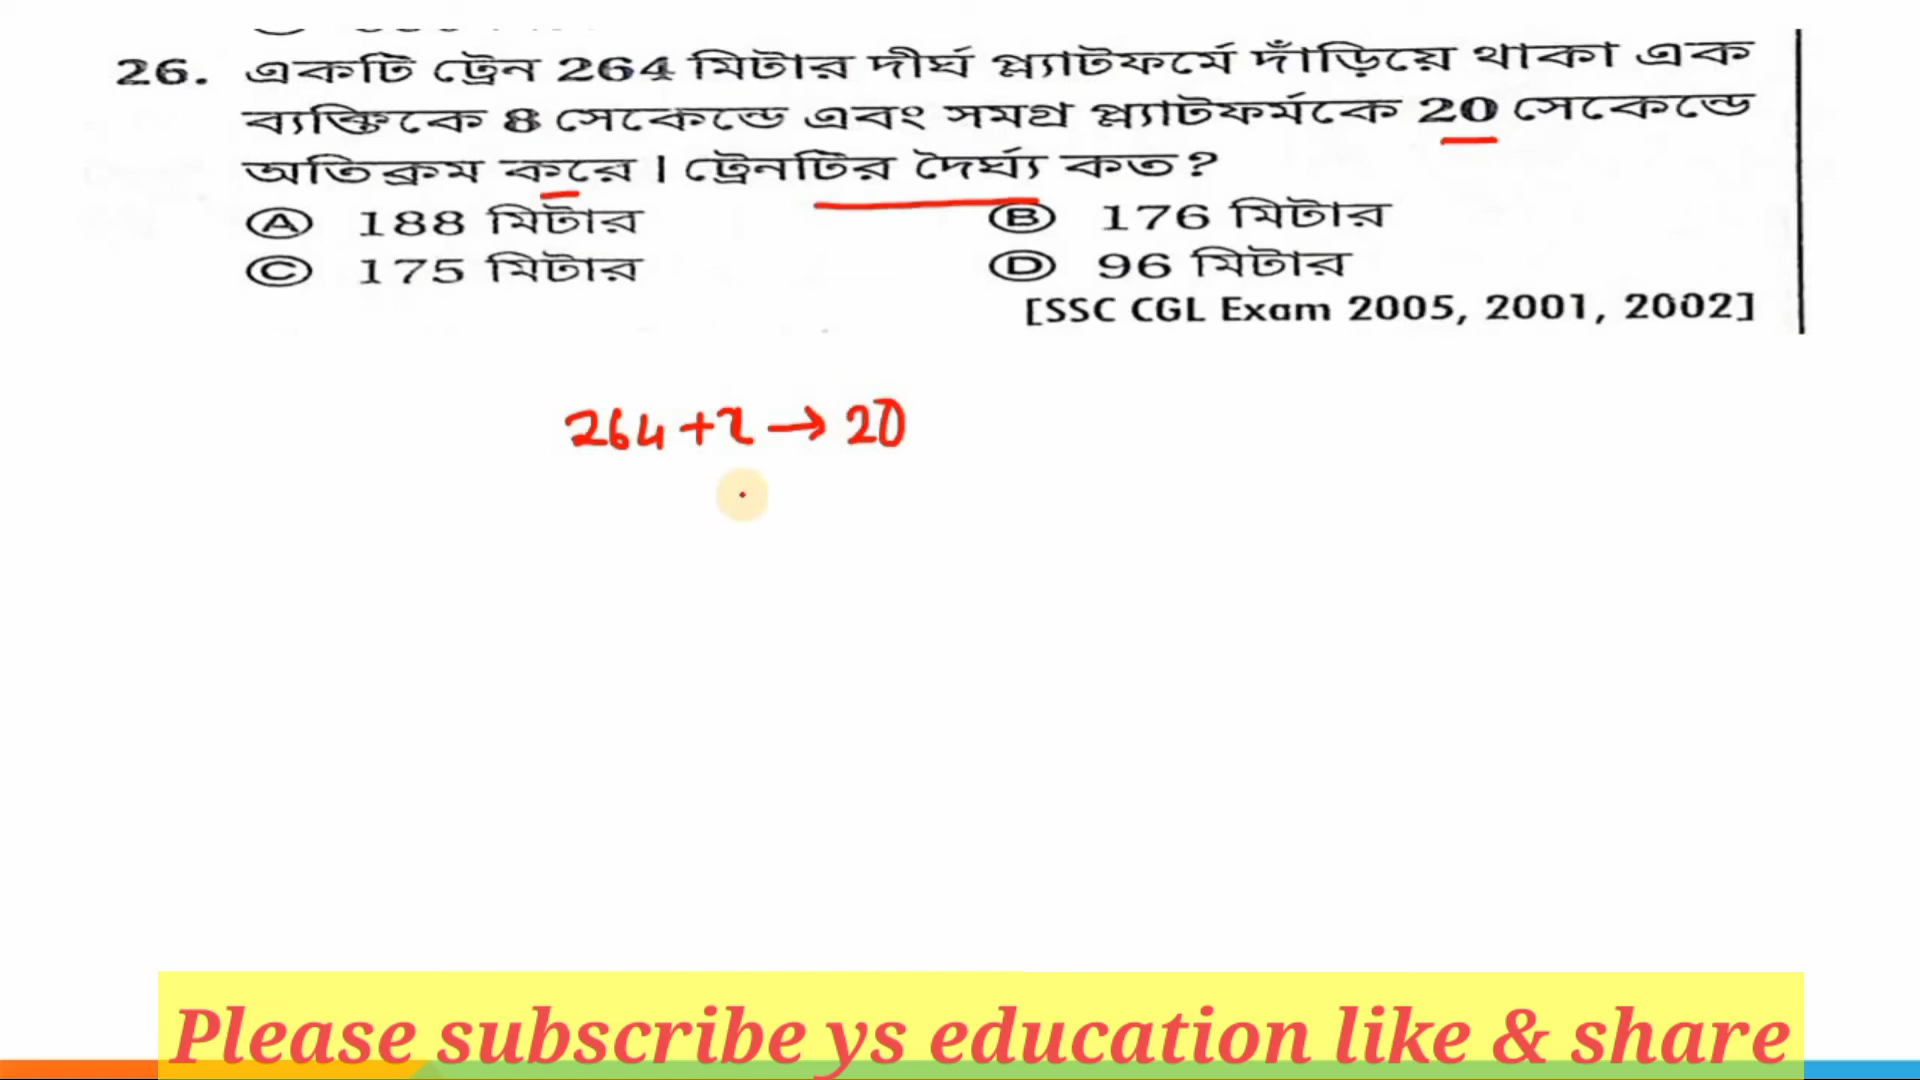 26. একটি ট্রেন 264 মিটার দীর্ঘ প্ল্যাটফর্মে দাঁড়িয়ে থাকা এক
ব্যক্তিকে 8 সেকেন্ডে এবং সমগ্র প্ল্যাটফর্মকে 20 সেকেন্ডে
অতিক্রম করে। ট্রেনটির দৈর্ঘ্য কত?
Ⓐ 188 মিটার Ⓑ 176 মিটার
Ⓒ 175 মিটার Ⓓ 96 মিটার
[SSC CGL Exam 2005, 2001, 2002]
264 + x → 20
Please subscribe ys education like & share